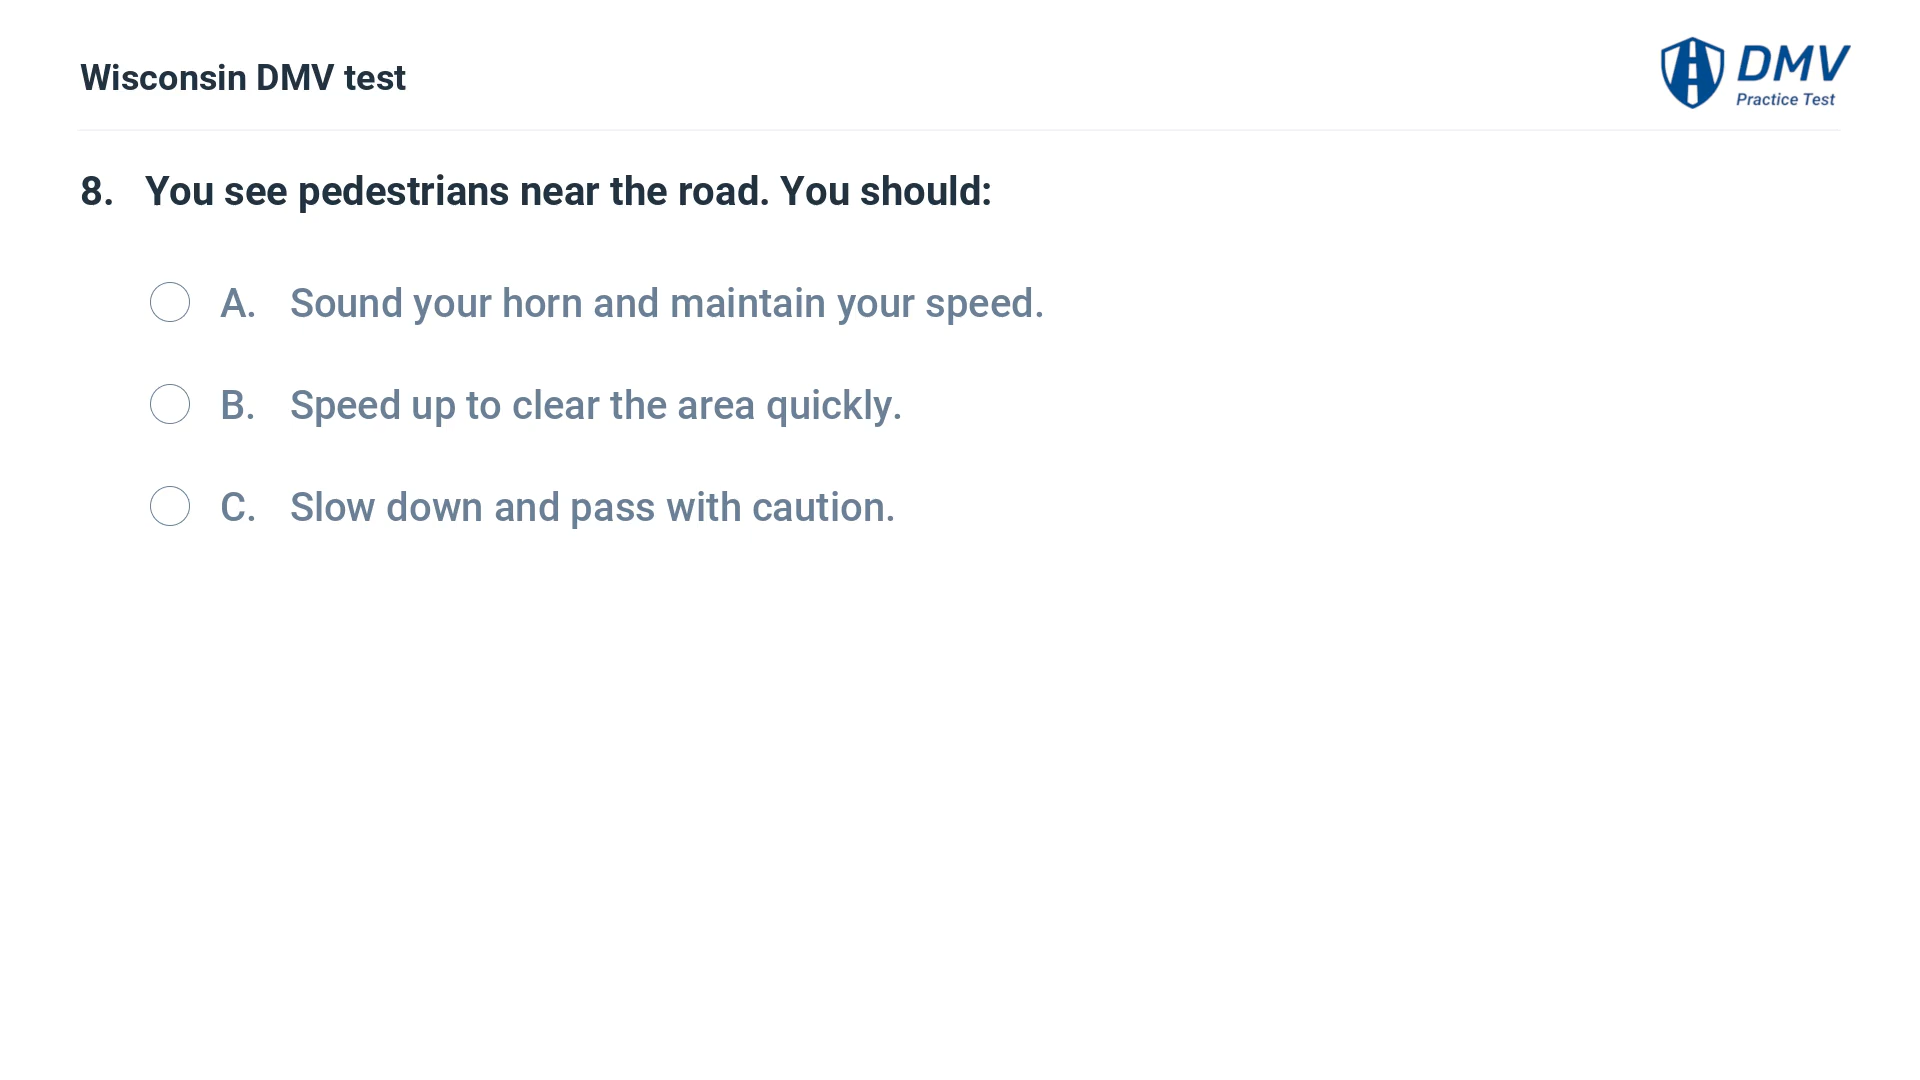 Wisconsin DMV test
DMV
Practice Test
8. You see pedestrians near the road. You should:
A. Sound your horn and maintain your speed.
B. Speed up to clear the area quickly.
C. Slow down and pass with caution.